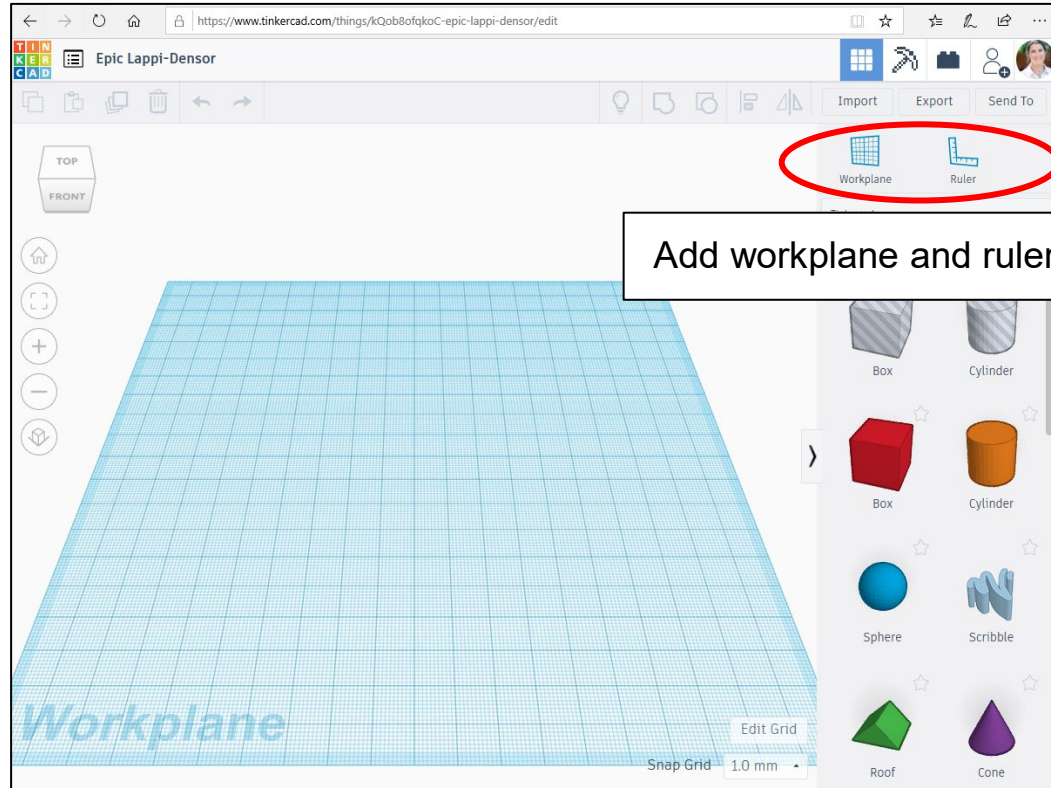 https://www.tinkercad.com/things/kQob8ofqkoC-epic-lappi-densor/edit
TIN
KER
CAD
Epic Lappi-Densor
Import Export Send To
TOP
FRONT
Workplane Ruler
Add workplane and ruler
Box Cylinder
Box Cylinder
Sphere Scribble
Workplane
Edit Grid
Snap Grid 1.0 mm
Roof Cone